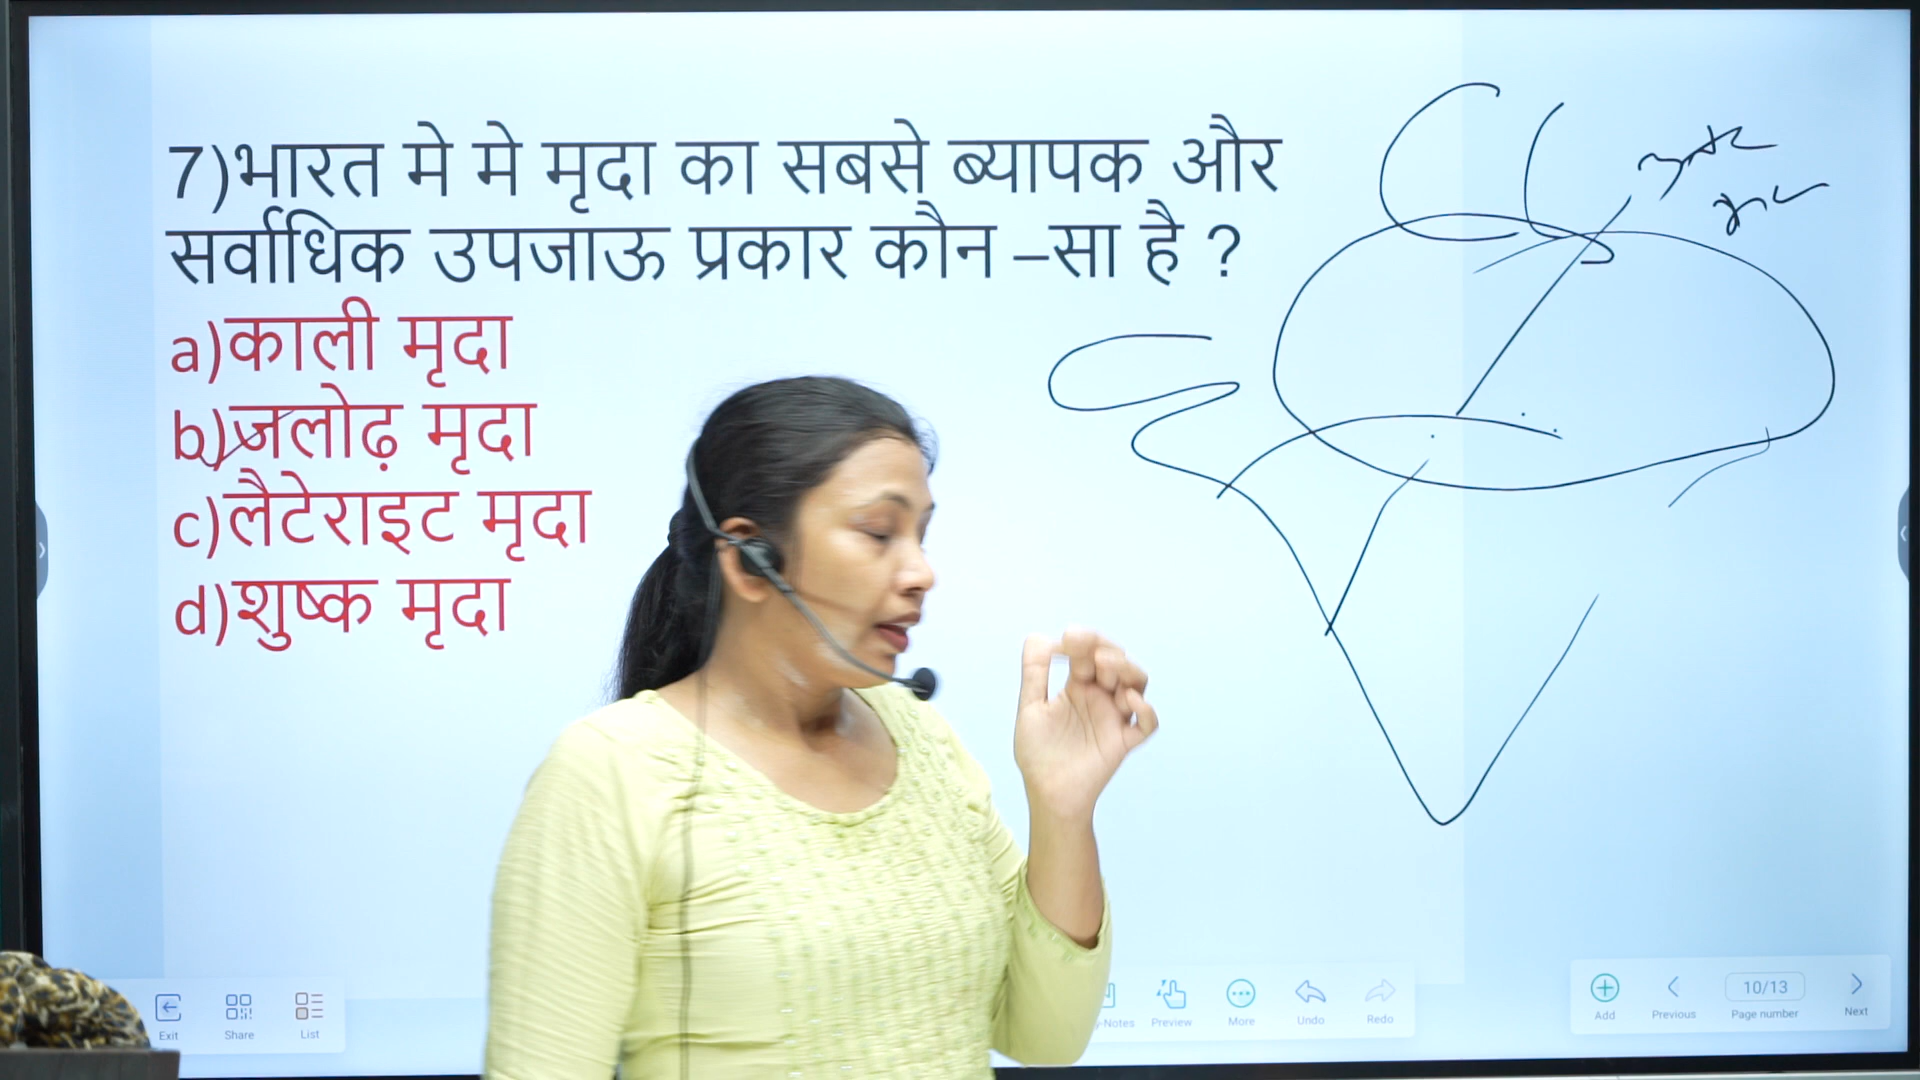 7)भारत मे मे मृदा का सबसे ब्यापक और
सर्वाधिक उपजाऊ प्रकार कौन –सा है ?
a)काली मृदा
b)जलोढ़ मृदा
c)लैटेराइट मृदा
d)शुष्क मृदा
Exit
Share
List
Preview
More
Undo
Redo
Add
Previous
10/13
Page number
Next